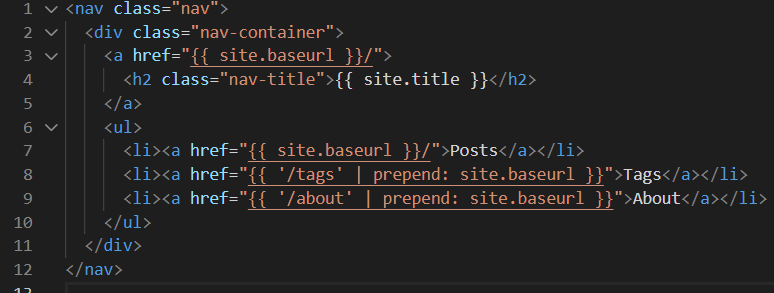 1 <nav class="nav">
2 <div class="nav-container">
3 <a href="{{ site.baseurl }}/">
4 <h2 class="nav-title">{{ site.title }}</h2>
5 </a>
6 <ul>
7 <li><a href="{{ site.baseurl }}/">Posts</a></li>
8 <li><a href="{{ '/tags' | prepend: site.baseurl }}">Tags</a></li>
9 <li><a href="{{ '/about' | prepend: site.baseurl }}">About</a></li>
10 </ul>
11 </div>
12 </nav>
13